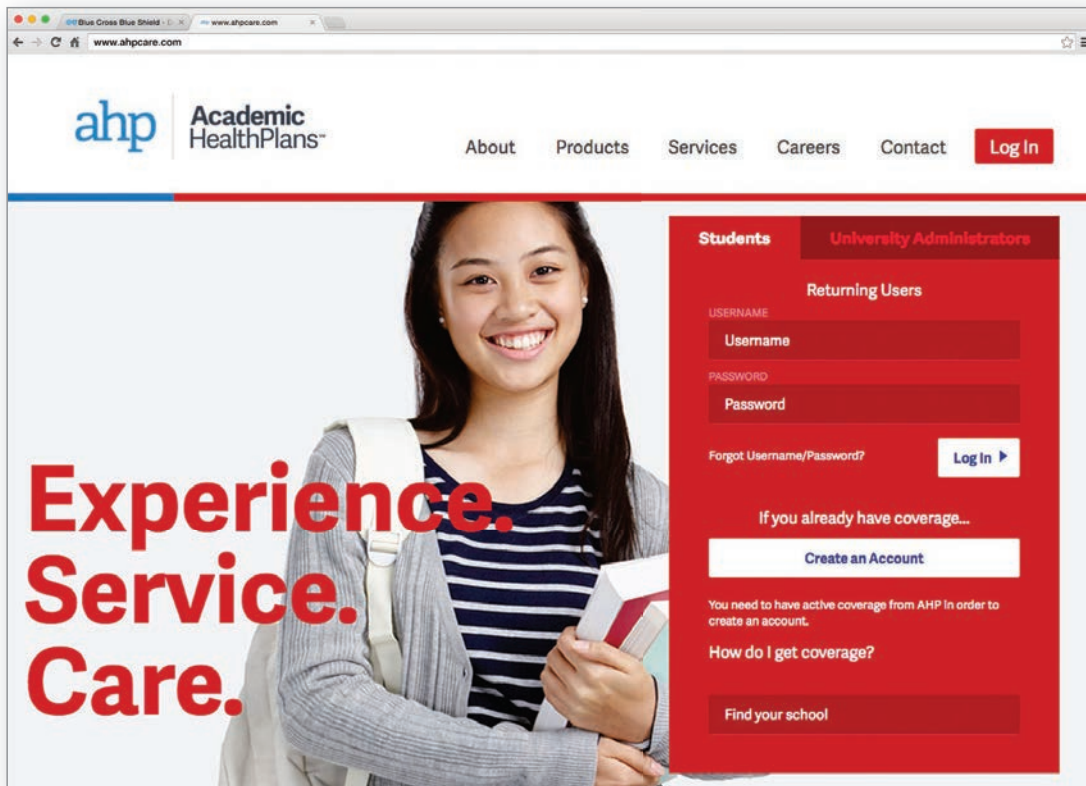 Blue Cross Blue Shield - D
www.ahpcare.com
www.ahpcare.com
ahp
Academic
HealthPlans℠
About
Products
Services
Careers
Contact
Log In
Students
University Administrators
Returning Users
USERNAME
Username
PASSWORD
Password
Forgot Username/Password?
Log In
If you already have coverage...
Create an Account
You need to have active coverage from AHP in order to
create an account.
How do I get coverage?
Find your school
Experience.
Service.
Care.